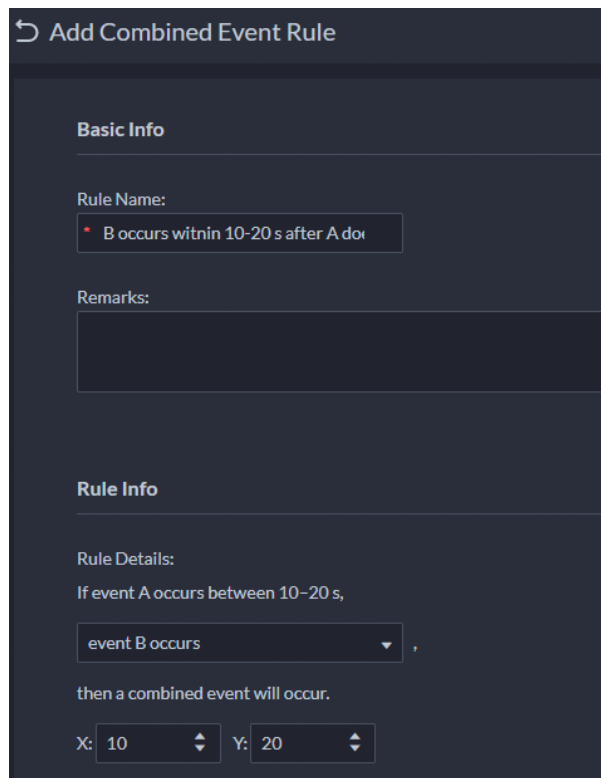 Add Combined Event Rule
Basic Info
Rule Name:
* B occurs witnin 10-20 s after A doe
Remarks:
Rule Info
Rule Details:
If event A occurs between 10–20 s,
event B occurs ,
then a combined event will occur.
X: 10 Y: 20